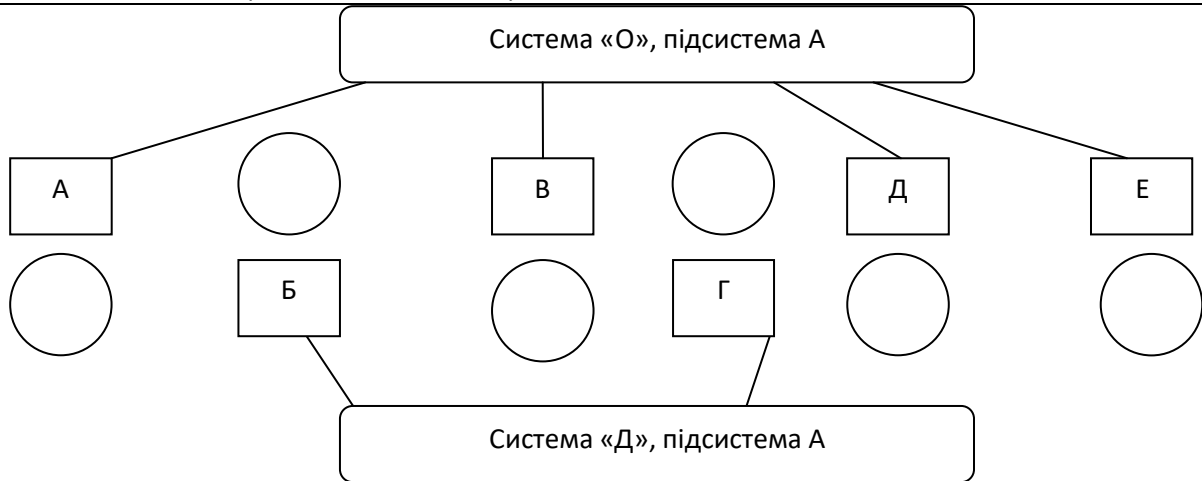 Система «О», підсистема А
А
В
Д
Е
Б
Г
Система «Д», підсистема А